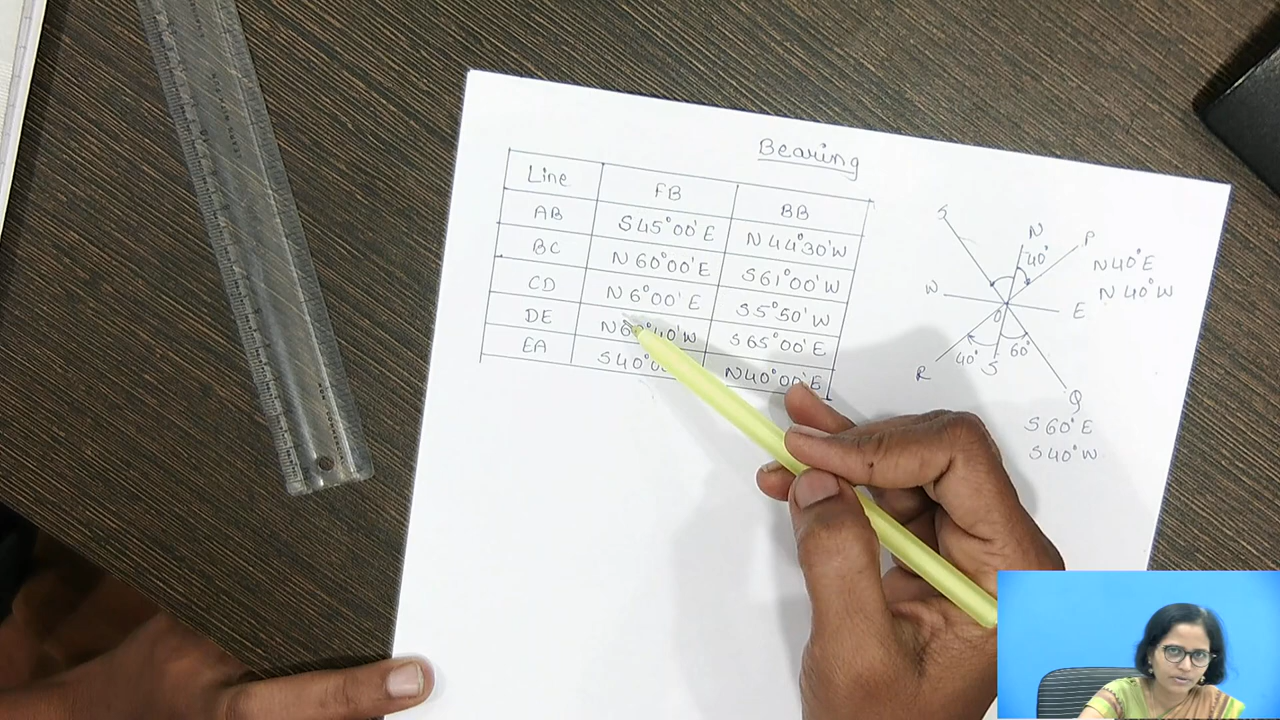 Bearing
Line FB BB
AB S45°00'E N44°30'W
BC N60°00'E S61°00'W
CD N6°00'E S5°50'W
DE S65°00'E
EA N40°00'E
S
N
P
40°
W
O
E
R
40°
S
60°
Q
N40°E
N40°W
S60°E
S40°W